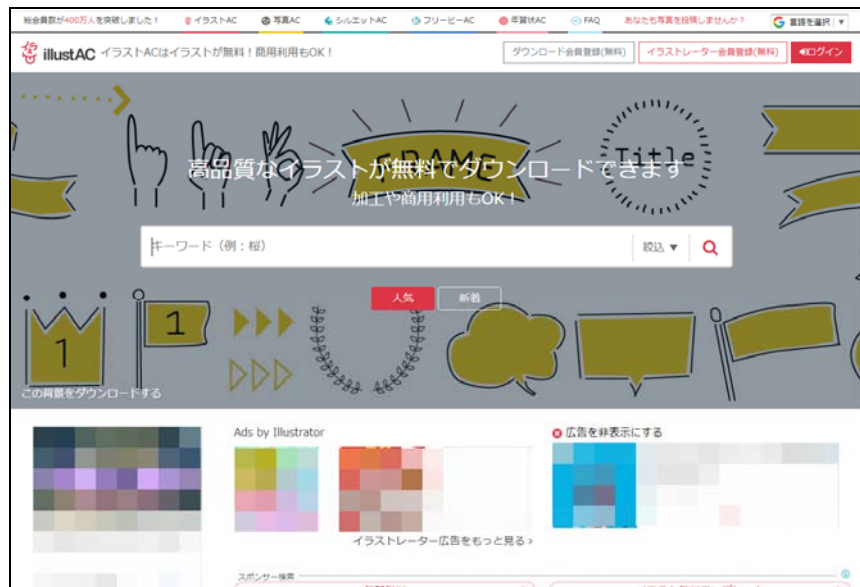 総会員数が400万人を突破しました！ イラストAC 写真AC シルエットAC フリービーAC 年賀状AC FAQ あなたも写真を投稿しませんか？ G 言語を選択 ▼
illustAC イラストACはイラストが無料！商用利用もOK！ ダウンロード会員登録(無料) イラストレーター会員登録(無料) ログイン
FRAME
Title
高品質なイラストが無料でダウンロードできます
加工や商用利用もOK！
キーワード（例：桜） 絞込 ▼
人気 新着
1
1
この背景をダウンロードする
Ads by Illustrator 広告を非表示にする
イラストレーター広告をもっと見る ›
スポンサー検索